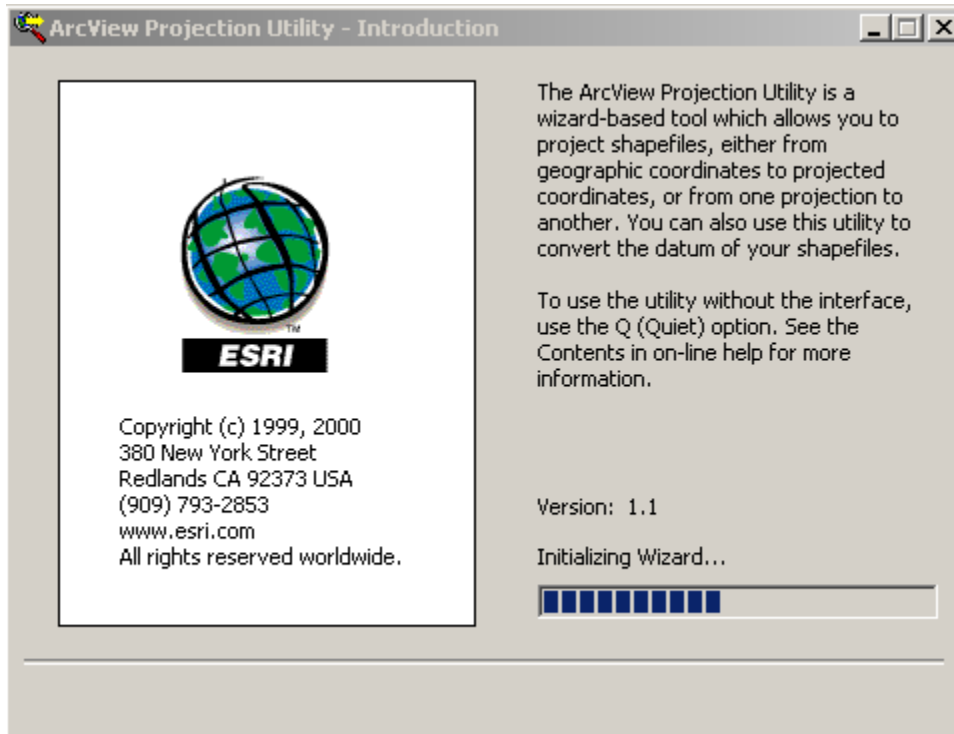 ArcView Projection Utility - Introduction
The ArcView Projection Utility is a
wizard-based tool which allows you to
project shapefiles, either from
geographic coordinates to projected
coordinates, or from one projection to
another. You can also use this utility to
convert the datum of your shapefiles.
To use the utility without the interface,
use the Q (Quiet) option. See the
Contents in on-line help for more
information.
TM
ESRI
Copyright (c) 1999, 2000
380 New York Street
Redlands CA 92373 USA
(909) 793-2853
www.esri.com
All rights reserved worldwide.
Version: 1.1
Initializing Wizard...